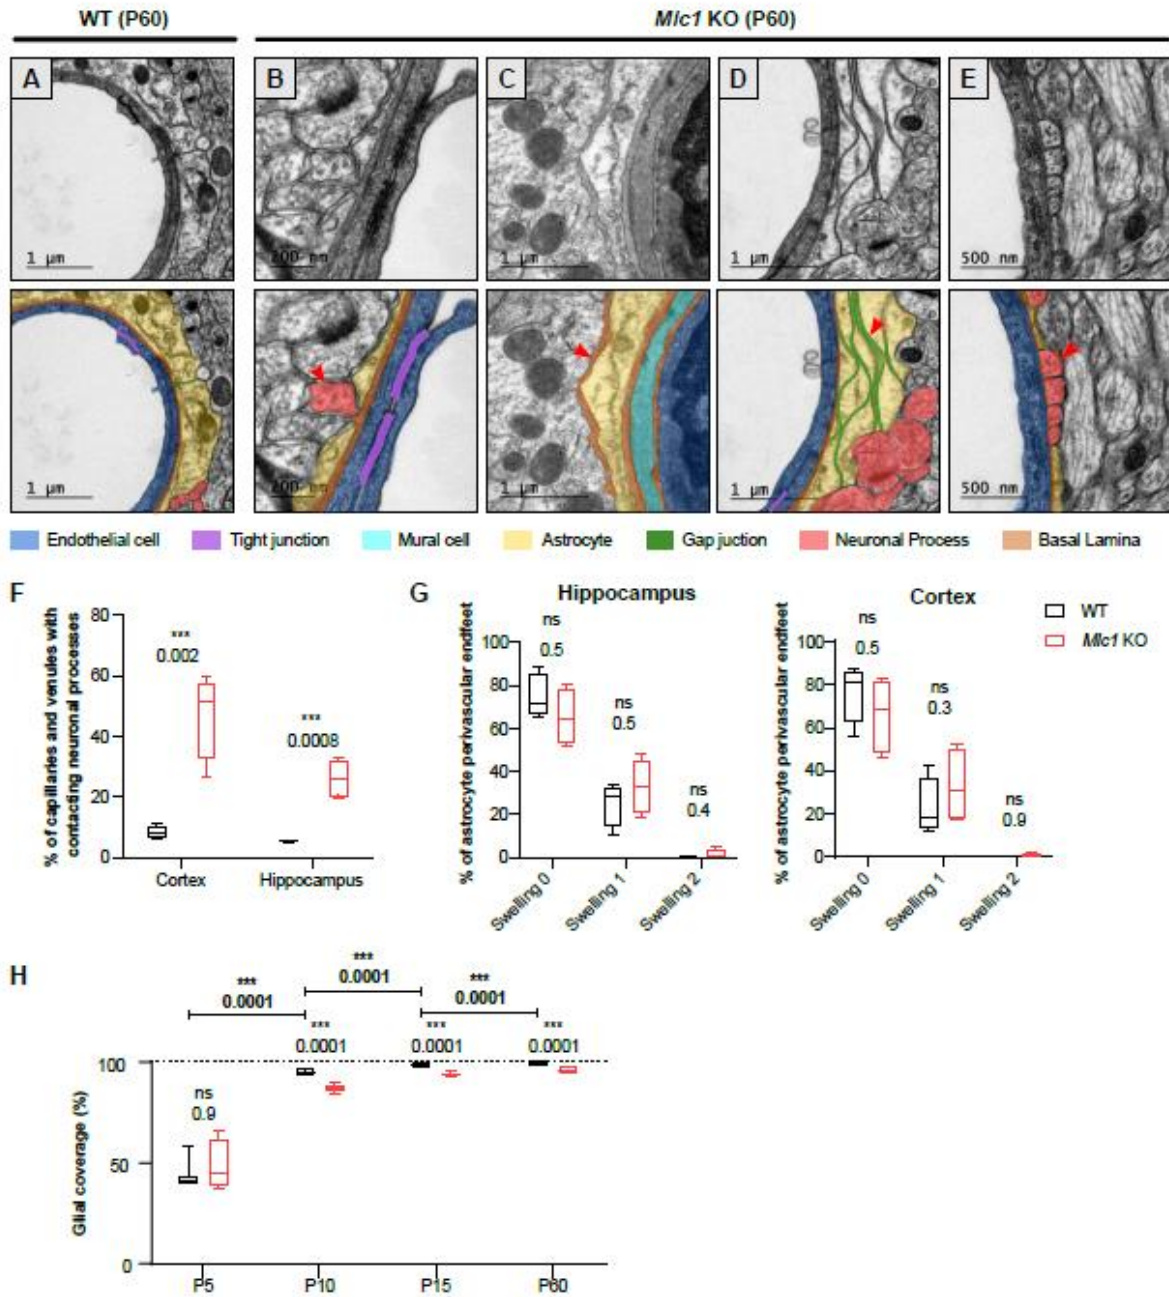 WT (P60)
Mlc1 KO (P60)
A
B
C
D
E
1 µm
200 nm
1 µm
1 µm
500 nm
1 µm
200 nm
1 µm
1 µm
500 nm
Endothelial cell
Tight junction
Mural cell
Astrocyte
Gap juction
Neuronal Process
Basal Lamina
F
% of capillaries and venules with
contacting neuronal processes
80
60
40
20
0
***
0.002
***
0.0008
Cortex
Hippocampus
G
Hippocampus
% of astrocyte perivascular endfeet
100
80
60
40
20
0
ns
0.5
ns
0.5
ns
0.4
Swelling 0
Swelling 1
Swelling 2
Cortex
% of astrocyte perivascular endfeet
100
80
60
40
20
0
ns
0.5
ns
0.3
ns
0.9
Swelling 0
Swelling 1
Swelling 2
WT
Mlc1 KO
H
***
0.0001
***
0.0001
***
0.0001
***
0.0001
***
0.0001
***
0.0001
ns
0.9
Glial coverage (%)
100
50
0
P5
P10
P15
P60